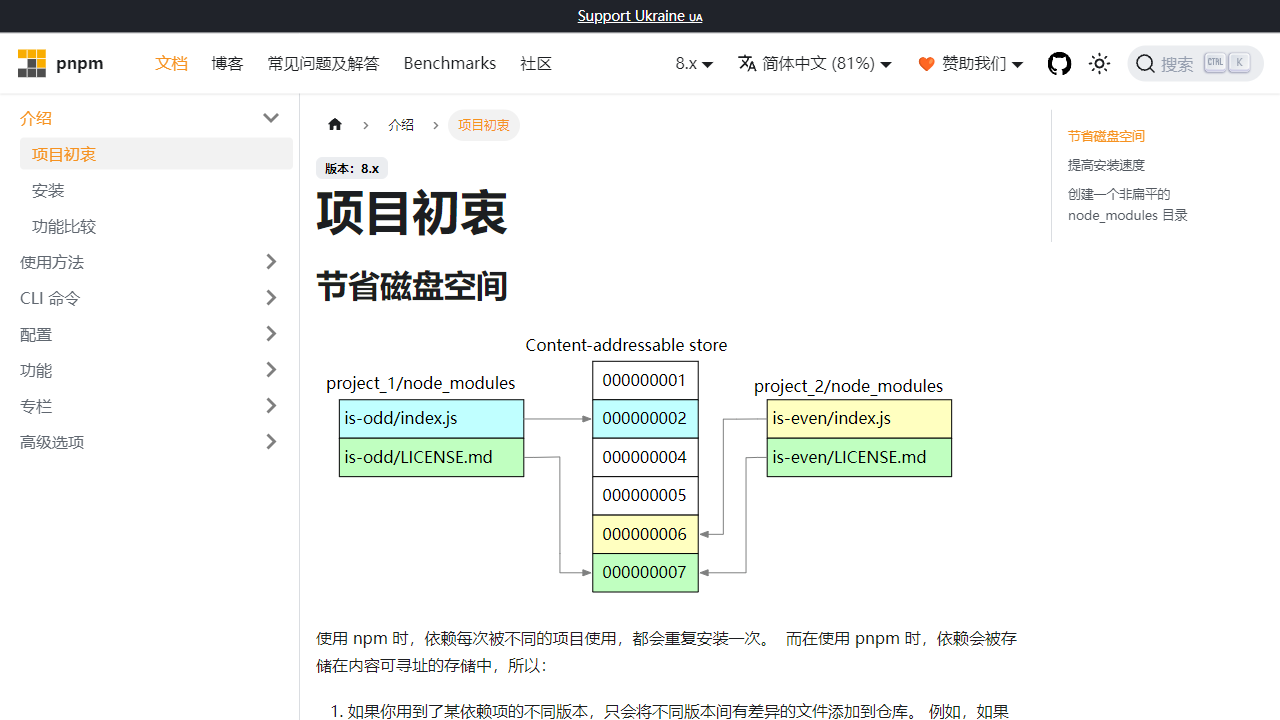 Support Ukraine UA
pnpm
文档
博客
常见问题及解答
Benchmarks
社区
8.x
简体中文 (81%)
赞助我们
搜索
CTRL
K
介绍
项目初衷
安装
功能比较
使用方法
CLI 命令
配置
功能
专栏
高级选项
介绍
项目初衷
版本：8.x
项目初衷
节省磁盘空间
Content-addressable store
project_1/node_modules
is-odd/index.js
is-odd/LICENSE.md
000000001
000000002
000000004
000000005
000000006
000000007
project_2/node_modules
is-even/index.js
is-even/LICENSE.md
使用 npm 时，依赖每次被不同的项目使用，都会重复安装一次。 而在使用 pnpm 时，依赖会被存
储在内容可寻址的存储中，所以：
1. 如果你用到了某依赖项的不同版本，只会将不同版本间有差异的文件添加到仓库。 例如，如果
节省磁盘空间
提高安装速度
创建一个非扁平的
node_modules 目录